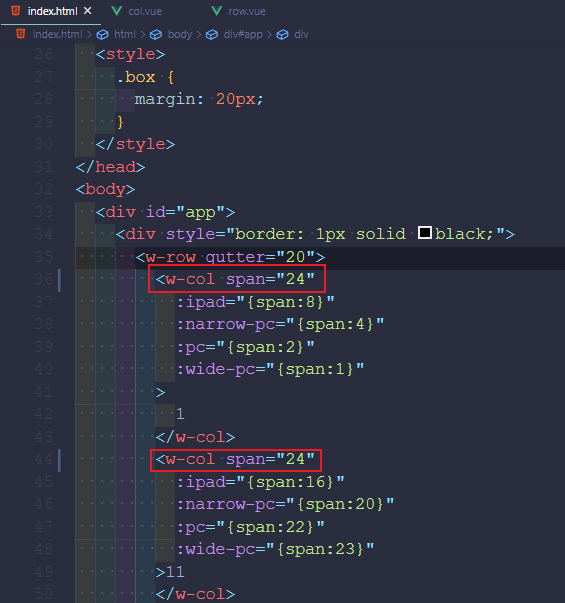 index.html × col.vue row.vue
index.html > html > body > div#app > div
26 <style>
27 .box {
28 margin: 20px;
29 }
30 </style>
31 </head>
32 <body>
33 <div id="app">
34 <div style="border: 1px solid black;">
35 <w-row gutter="20">
36 <w-col span="24"
37 :ipad="{span:8}"
38 :narrow-pc="{span:4}"
39 :pc="{span:2}"
40 :wide-pc="{span:1}"
41 >
42 1
43 </w-col>
44 <w-col span="24"
45 :ipad="{span:16}"
46 :narrow-pc="{span:20}"
47 :pc="{span:22}"
48 :wide-pc="{span:23}"
49 >11
50 </w-col>